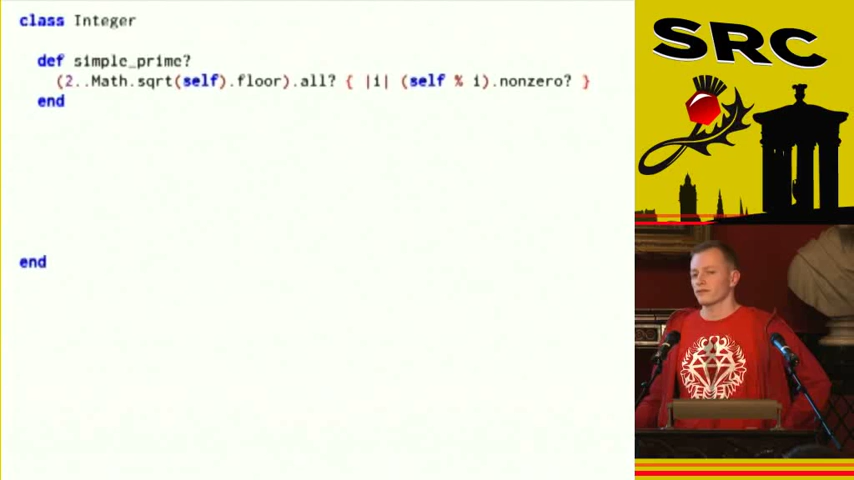 class Integer
def simple_prime?
(2..Math.sqrt(self).floor).all? { |i| (self % i).nonzero? }
end
end
SRC